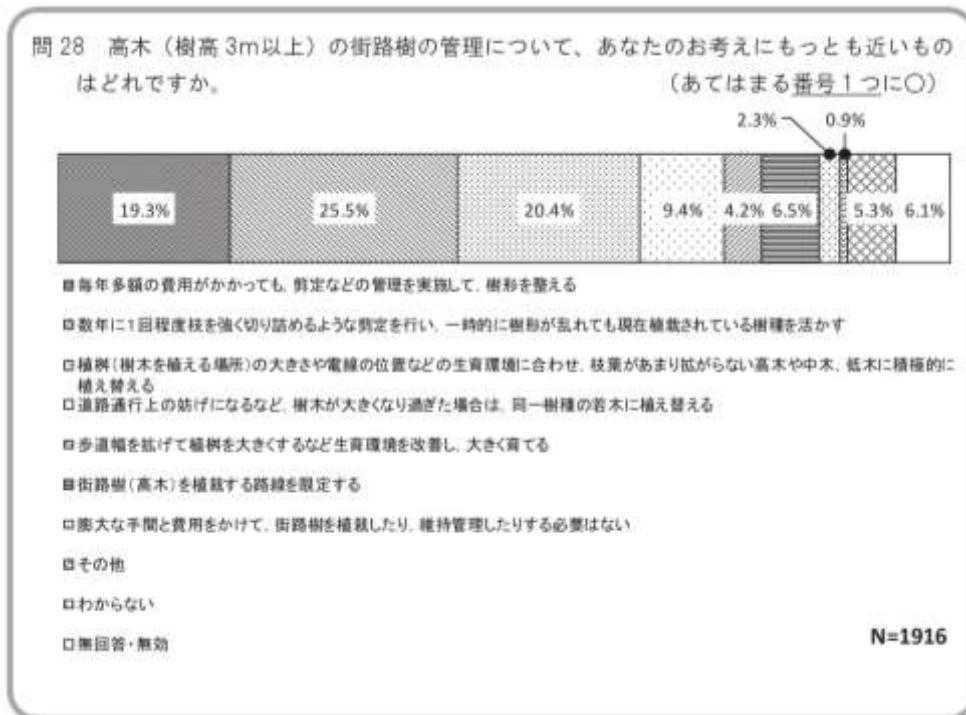 問 28　高木（樹高 3m以上）の街路樹の管理について、あなたのお考えにもっとも近いもの
はどれですか。　（あてはまる番号１つに○）
2.3%　0.9%
19.3%　25.5%　20.4%　9.4%　4.2%　6.5%　5.3%　6.1%
毎年多額の費用がかかっても、剪定などの管理を実施して、樹形を整える
数年に1回程度枝を強く切り詰めるような剪定を行い、一時的に樹形が乱れても現在植栽されている樹種を活かす
植桝（樹木を植える場所）の大きさや電線の位置などの生育環境に合わせ、枝葉があまり拡がらない高木や中木、低木に積極的に
植え替える
道路通行上の妨げになるなど、樹木が大きくなり過ぎた場合は、同一樹種の若木に植え替える
歩道幅を拡げて植桝を大きくするなど生育環境を改善し、大きく育てる
街路樹（高木）を植栽する路線を限定する
膨大な手間と費用をかけて、街路樹を植栽したり、維持管理したりする必要はない
その他
わからない
無回答・無効
N=1916